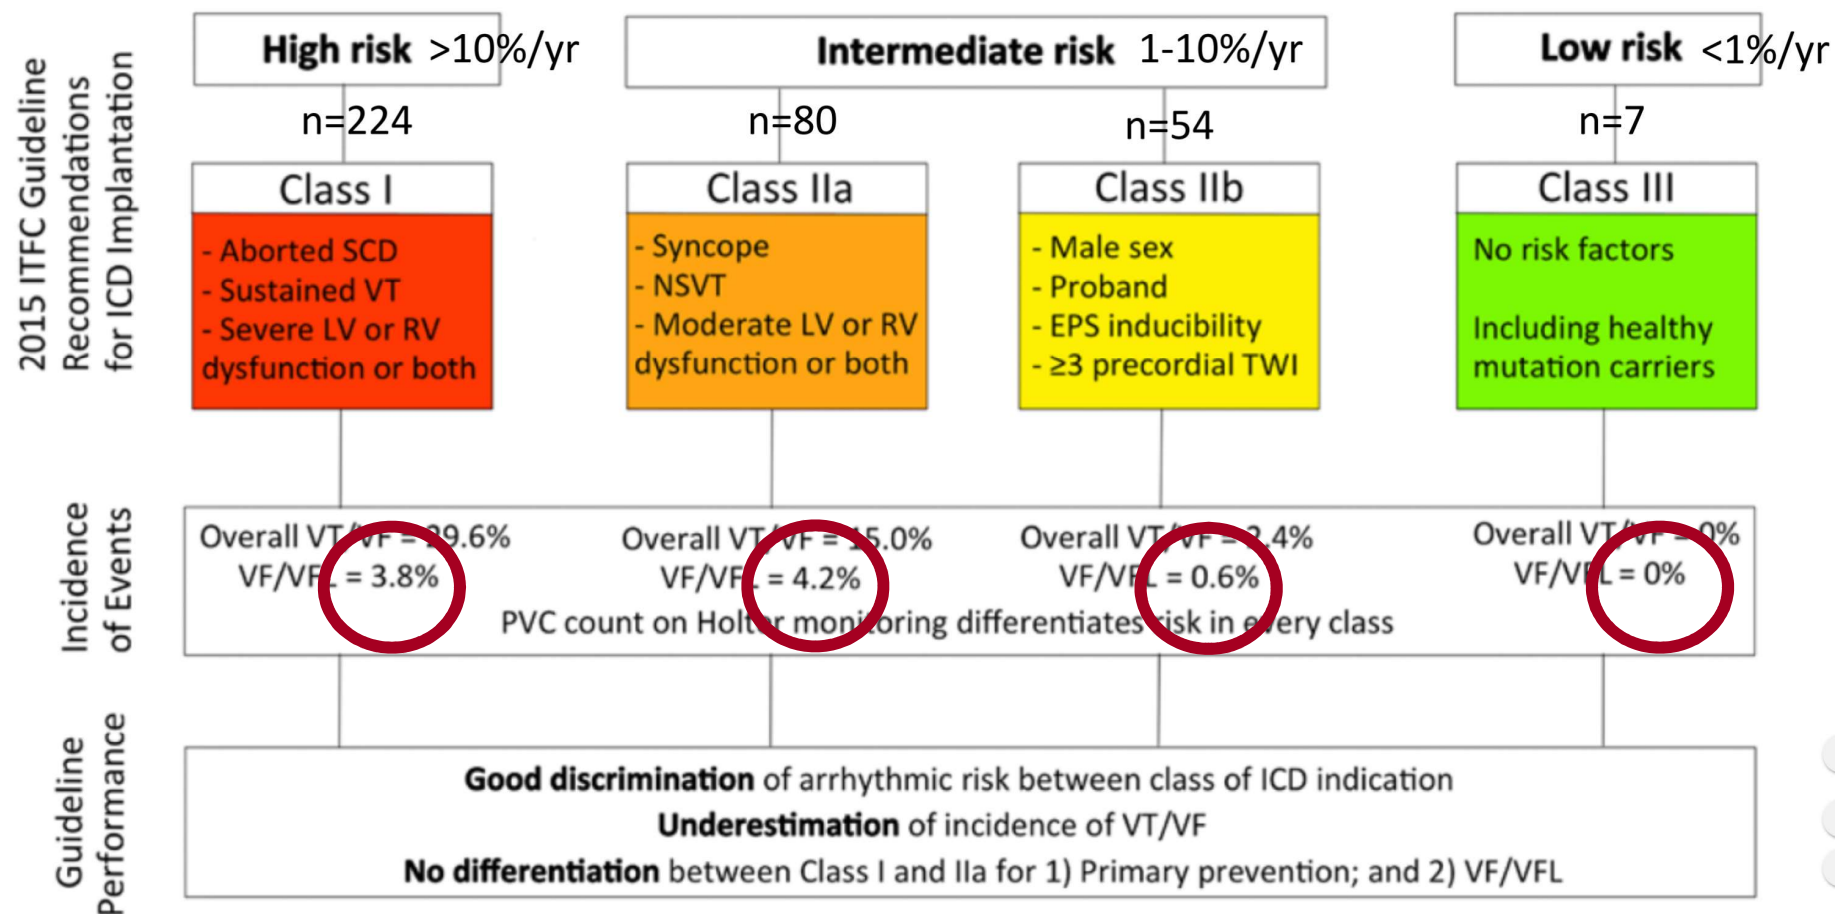 2015 ITFC Guideline
Recommendations
for ICD Implantation
High risk >10%/yr
Intermediate risk 1-10%/yr
Low risk <1%/yr
n=224
n=80
n=54
n=7
Class I
- Aborted SCD
- Sustained VT
- Severe LV or RV
dysfunction or both
Class IIa
- Syncope
- NSVT
- Moderate LV or RV
dysfunction or both
Class IIb
- Male sex
- Proband
- EPS inducibility
- ≥3 precordial TWI
Class III
No risk factors
Including healthy
mutation carriers
Incidence
of Events
Overall VT/VF = 29.6%
VF/VFL = 3.8%
Overall VT/VF = 15.0%
VF/VFL = 4.2%
Overall VT/VF = 2.4%
VF/VFL = 0.6%
Overall VT/VF = 0%
VF/VFL = 0%
PVC count on Holter monitoring differentiates risk in every class
Guideline
Performance
Good discrimination of arrhythmic risk between class of ICD indication
Underestimation of incidence of VT/VF
No differentiation between Class I and IIa for 1) Primary prevention; and 2) VF/VFL